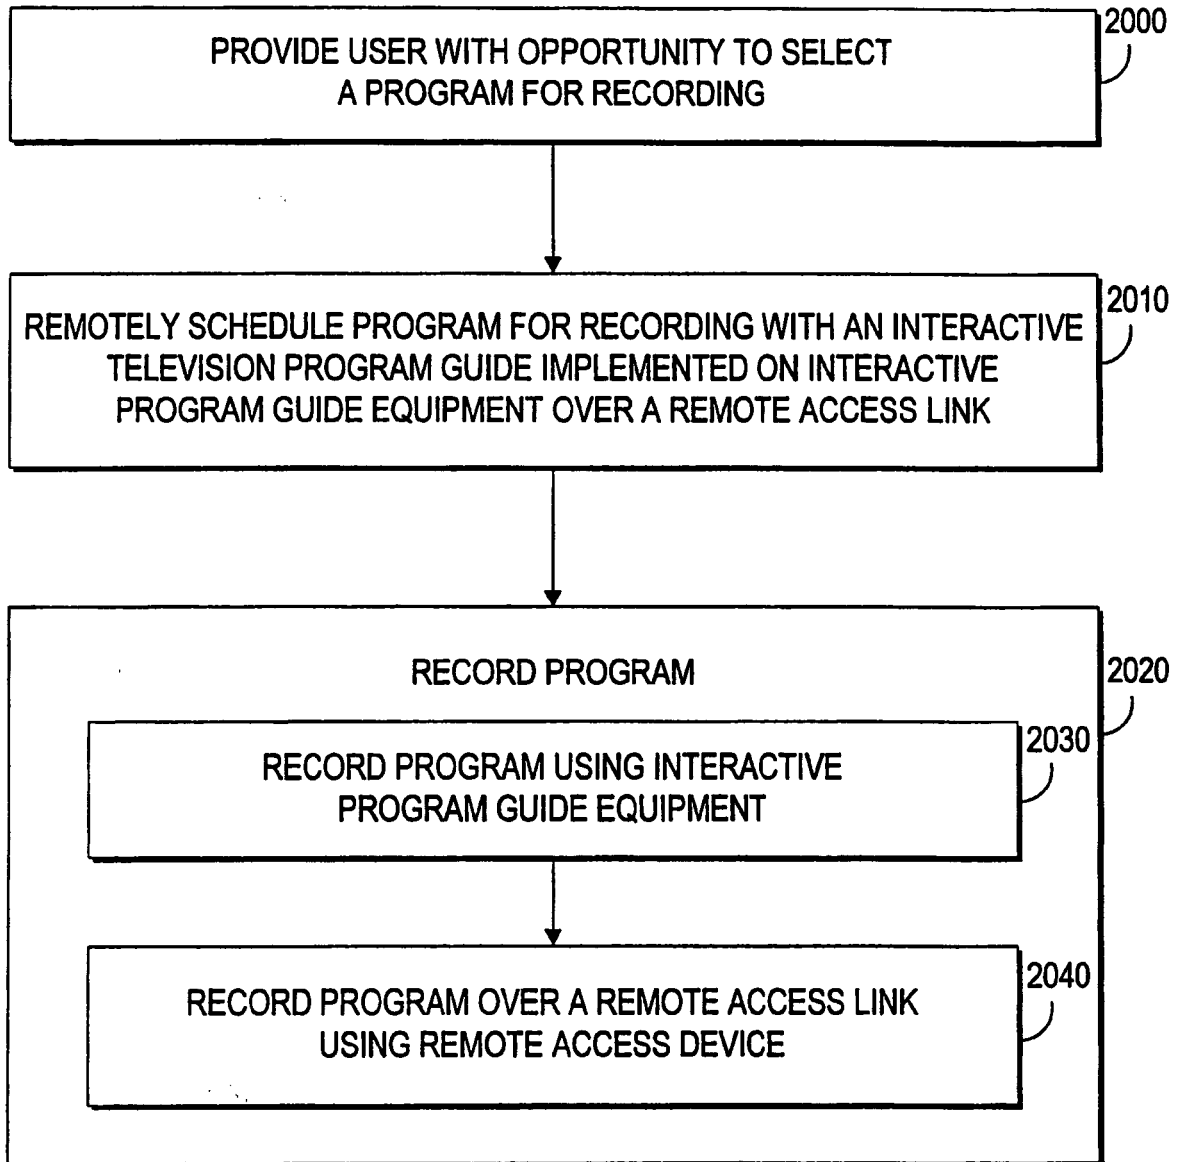 2000
PROVIDE USER WITH OPPORTUNITY TO SELECT
A PROGRAM FOR RECORDING
2010
REMOTELY SCHEDULE PROGRAM FOR RECORDING WITH AN INTERACTIVE
TELEVISION PROGRAM GUIDE IMPLEMENTED ON INTERACTIVE
PROGRAM GUIDE EQUIPMENT OVER A REMOTE ACCESS LINK
RECORD PROGRAM
2020
2030
RECORD PROGRAM USING INTERACTIVE
PROGRAM GUIDE EQUIPMENT
2040
RECORD PROGRAM OVER A REMOTE ACCESS LINK
USING REMOTE ACCESS DEVICE